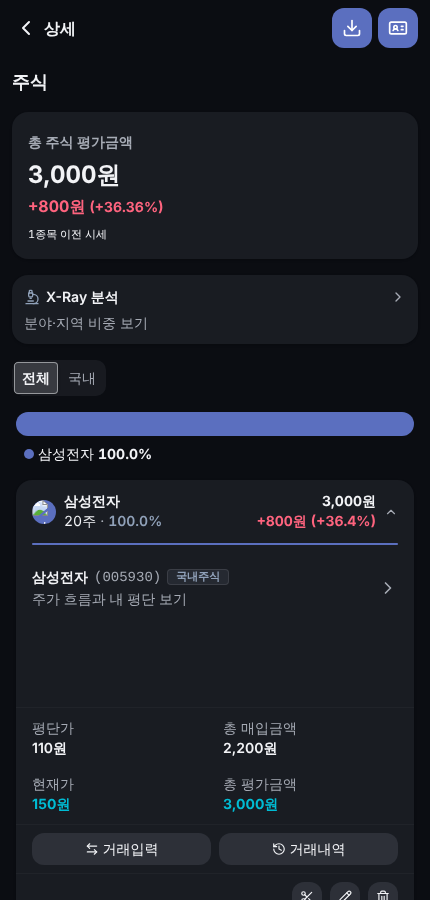 상세
주식
총 주식 평가금액
3,000원
+800원 (+36.36%)
1종목 이전 시세
X-Ray 분석
분야·지역 비중 보기
전체 국내
삼성전자 100.0%
삼성전자 3,000원
20주 · 100.0% +800원 (+36.4%)
삼성전자 (005930) 국내주식
주가 흐름과 내 평단 보기
평단가 총 매입금액
110원 2,200원
현재가 총 평가금액
150원 3,000원
거래입력 거래내역